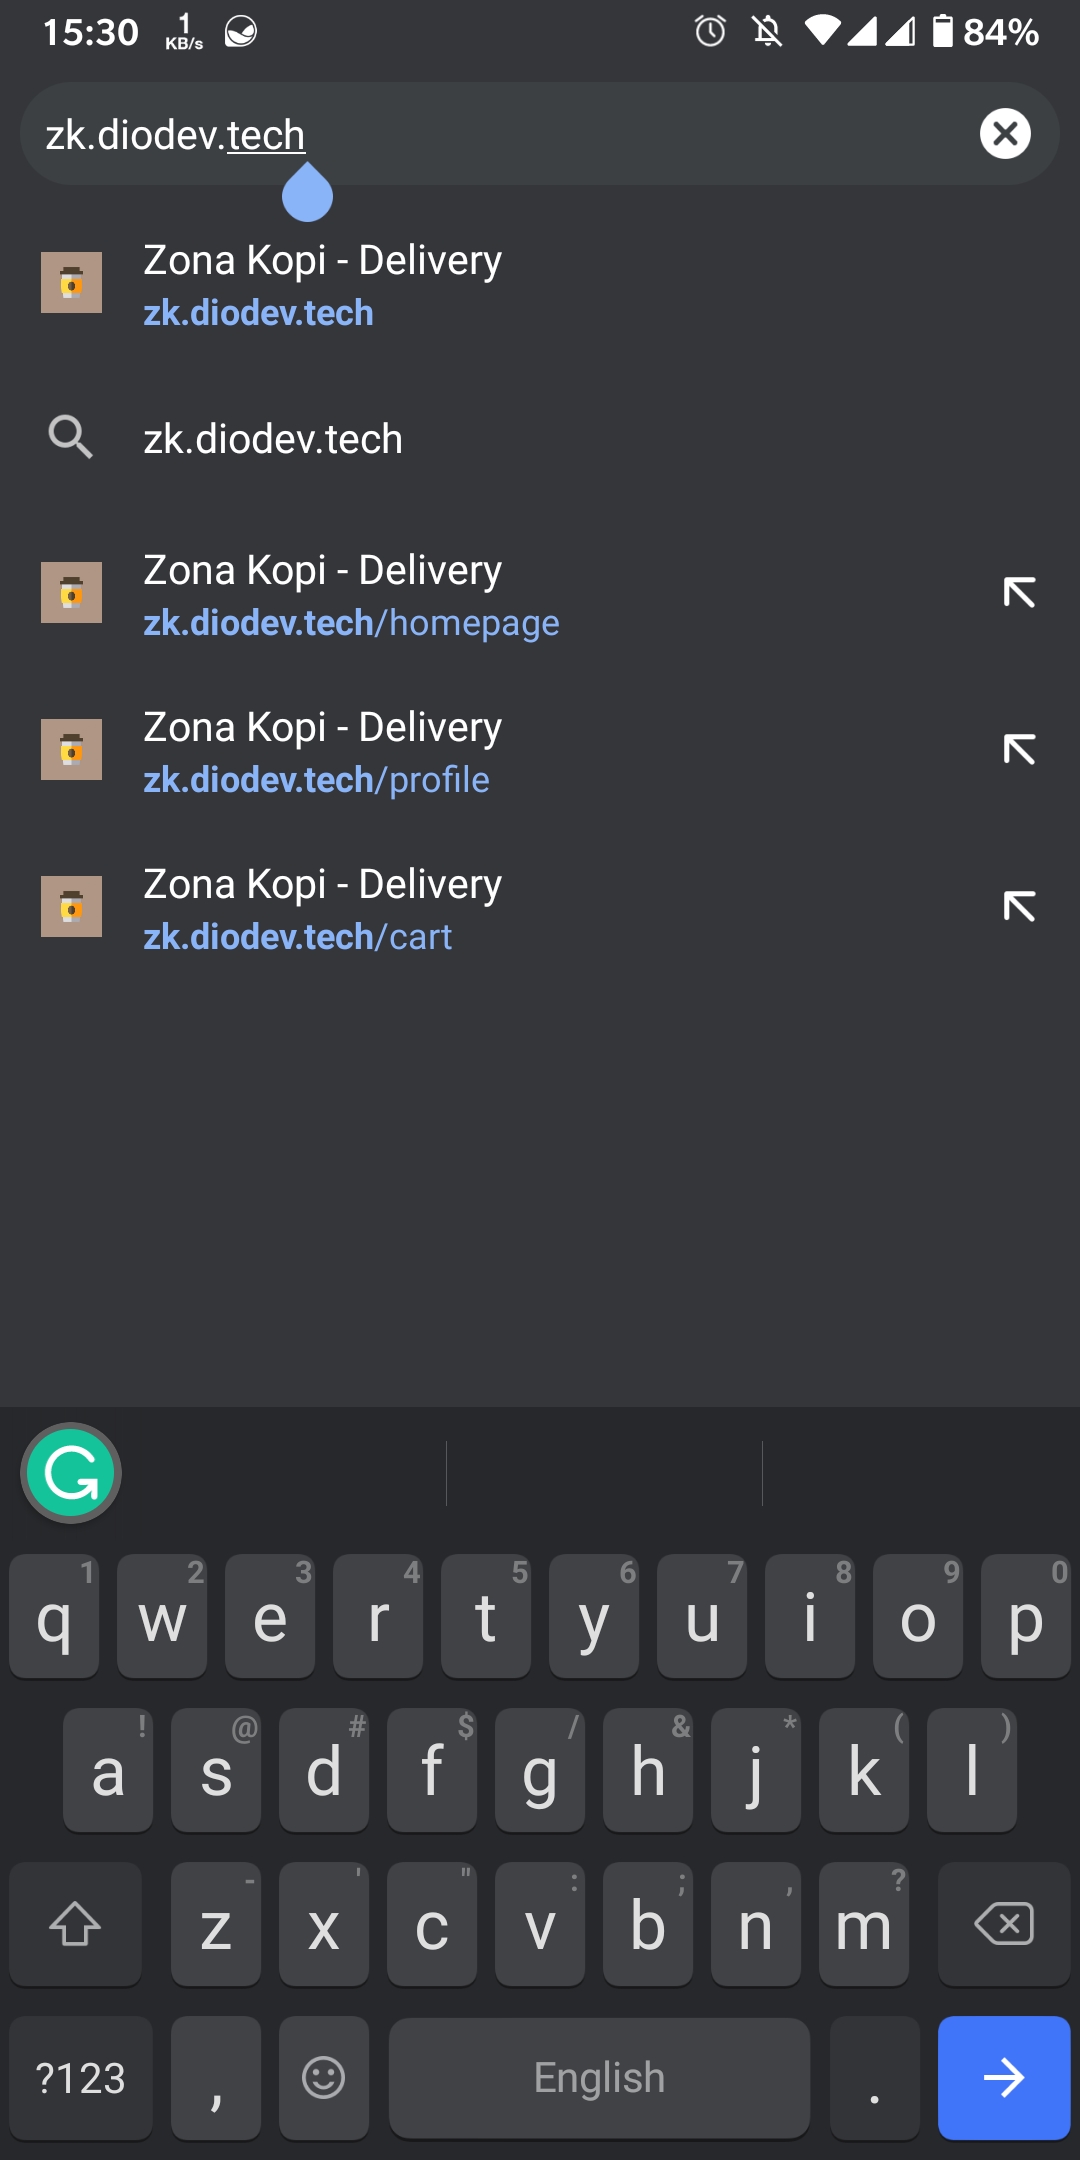 15:30 1 KB/s 84%
zk.diodev.tech
Zona Kopi - Delivery
zk.diodev.tech
zk.diodev.tech
Zona Kopi - Delivery
zk.diodev.tech/homepage
Zona Kopi - Delivery
zk.diodev.tech/profile
Zona Kopi - Delivery
zk.diodev.tech/cart
G
1 2 3 4 5 6 7 8 9 0
q w e r t y u i o p
! @ # $ / & * ( )
a s d f g h j k l
- ' " : ; , ?
z x c v b n m
?123 , English .